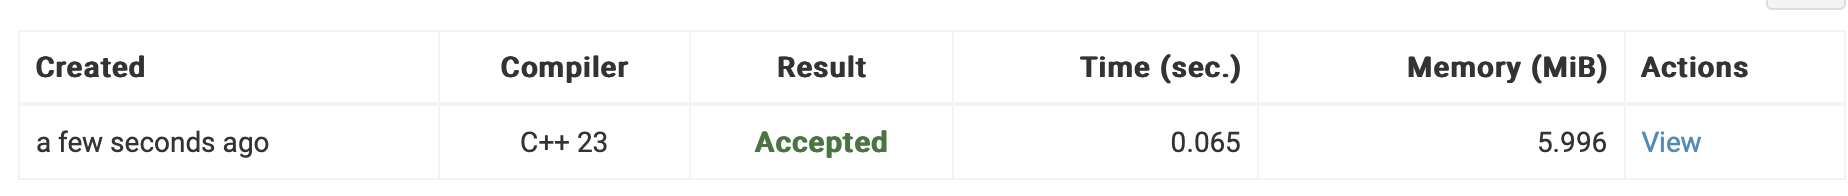 Created Compiler Result Time (sec.) Memory (MiB) Actions
a few seconds ago C++ 23 Accepted 0.065 5.996 View